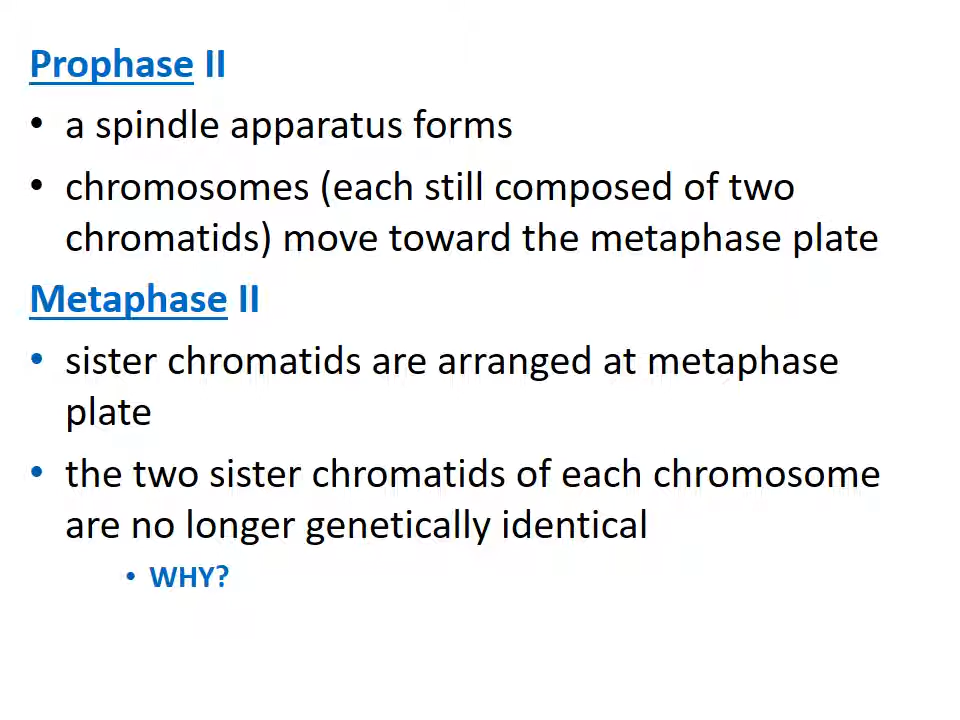 Prophase II
• a spindle apparatus forms
• chromosomes (each still composed of two
chromatids) move toward the metaphase plate
Metaphase II
• sister chromatids are arranged at metaphase
plate
• the two sister chromatids of each chromosome
are no longer genetically identical
• WHY?